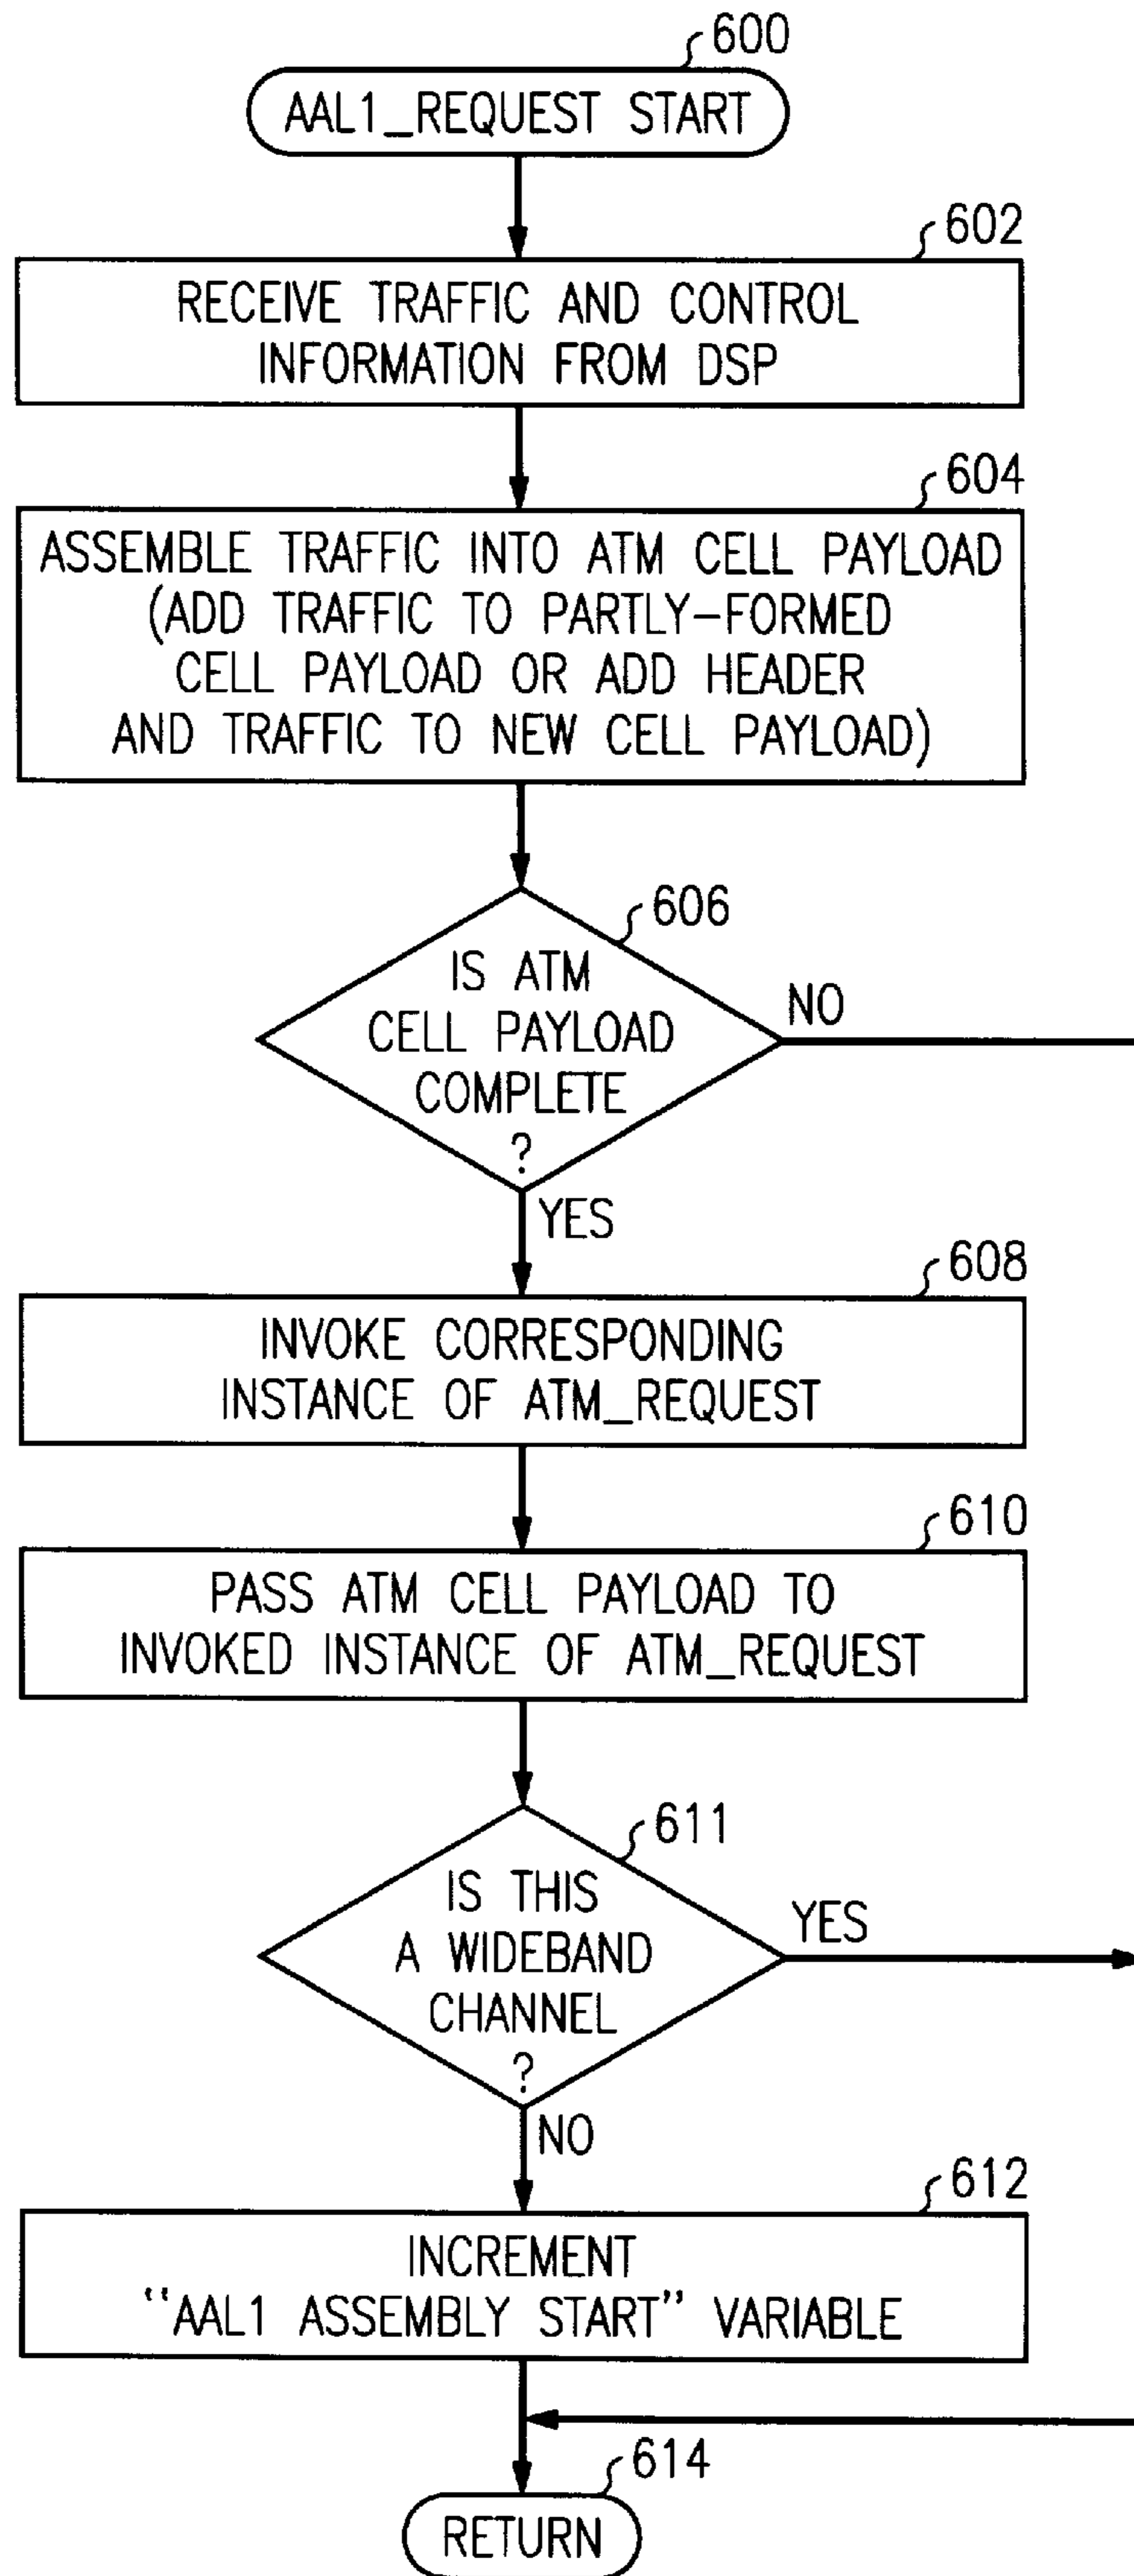 600
AAL1_REQUEST START
602
RECEIVE TRAFFIC AND CONTROL
INFORMATION FROM DSP
604
ASSEMBLE TRAFFIC INTO ATM CELL PAYLOAD
(ADD TRAFFIC TO PARTLY-FORMED
CELL PAYLOAD OR ADD HEADER
AND TRAFFIC TO NEW CELL PAYLOAD)
606
IS ATM
CELL PAYLOAD
COMPLETE
?
NO
YES
608
INVOKE CORRESPONDING
INSTANCE OF ATM_REQUEST
610
PASS ATM CELL PAYLOAD TO
INVOKED INSTANCE OF ATM_REQUEST
611
IS THIS
A WIDEBAND
CHANNEL
?
YES
NO
612
INCREMENT
“AAL1 ASSEMBLY START” VARIABLE
614
RETURN